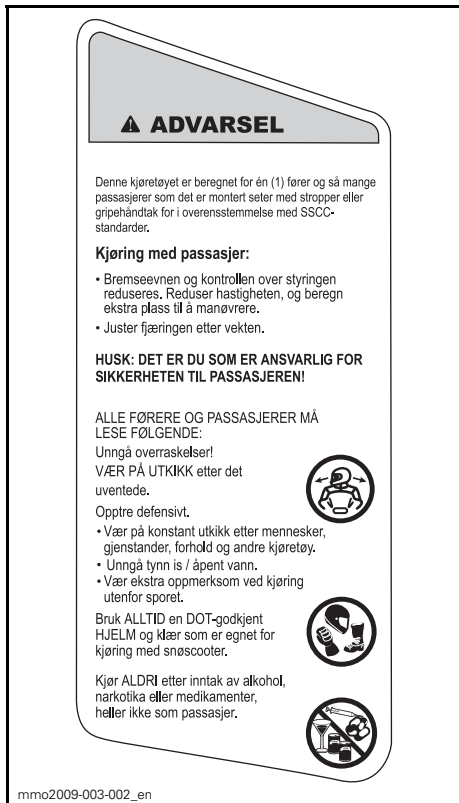 ADVARSEL
Denne kjøretøyet er beregnet for én (1) fører og så mange
passasjerer som det er montert seter med stropper eller
gripehåndtak for i overensstemmelse med SSCC-
standarder.
Kjøring med passasjer:
• Bremseevnen og kontrollen over styringen
reduseres. Reduser hastigheten, og beregn
ekstra plass til å manøvrere.
• Juster fjæringen etter vekten.
HUSK: DET ER DU SOM ER ANSVARLIG FOR
SIKKERHETEN TIL PASSASJEREN!
ALLE FØRERE OG PASSASJERER MÅ
LESE FØLGENDE:
Unngå overraskelser!
VÆR PÅ UTKIKK etter det
uventede.
Opptre defensivt.
• Vær på konstant utkikk etter mennesker,
gjenstander, forhold og andre kjøretøy.
• Unngå tynn is / åpent vann.
• Vær ekstra oppmerksom ved kjøring
utenfor sporet.
Bruk ALLTID en DOT-godkjent
HJELM og klær som er egnet for
kjøring med snøscooter.
Kjør ALDRI etter inntak av alkohol,
narkotika eller medikamenter,
heller ikke som passasjer.
mmo2009-003-002_en